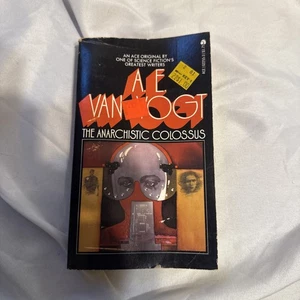 AN ACE ORIGINAL BY
ONE OF SCIENCE FICTION'S
GREATEST WRITERS
A E
VAN VOGT
THE ANARCHISTIC COLOSSUS